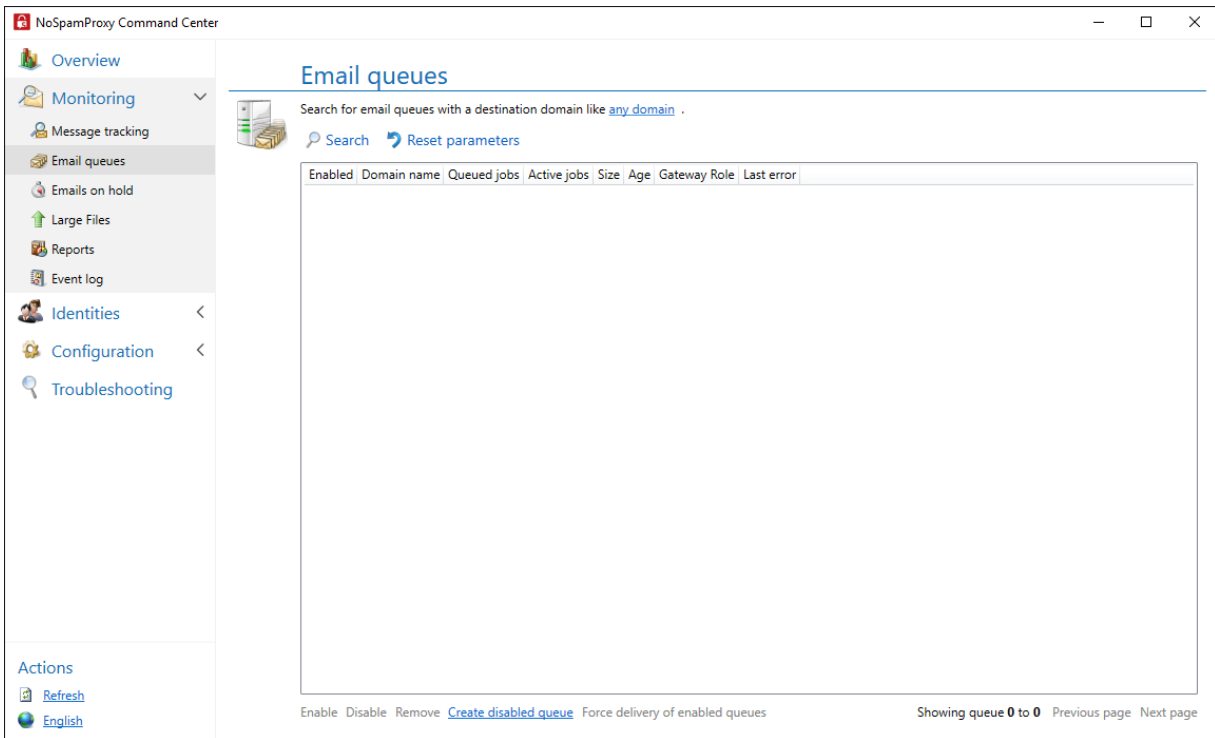 NoSpamProxy Command Center
Overview
Monitoring
Message tracking
Email queues
Emails on hold
Large Files
Reports
Event log
Identities
Configuration
Troubleshooting
Actions
Refresh
English
Email queues
Search for email queues with a destination domain like any domain .
Search Reset parameters
Enabled Domain name Queued jobs Active jobs Size Age Gateway Role Last error
Enable Disable Remove Create disabled queue Force delivery of enabled queues Showing queue 0 to 0 Previous page Next page